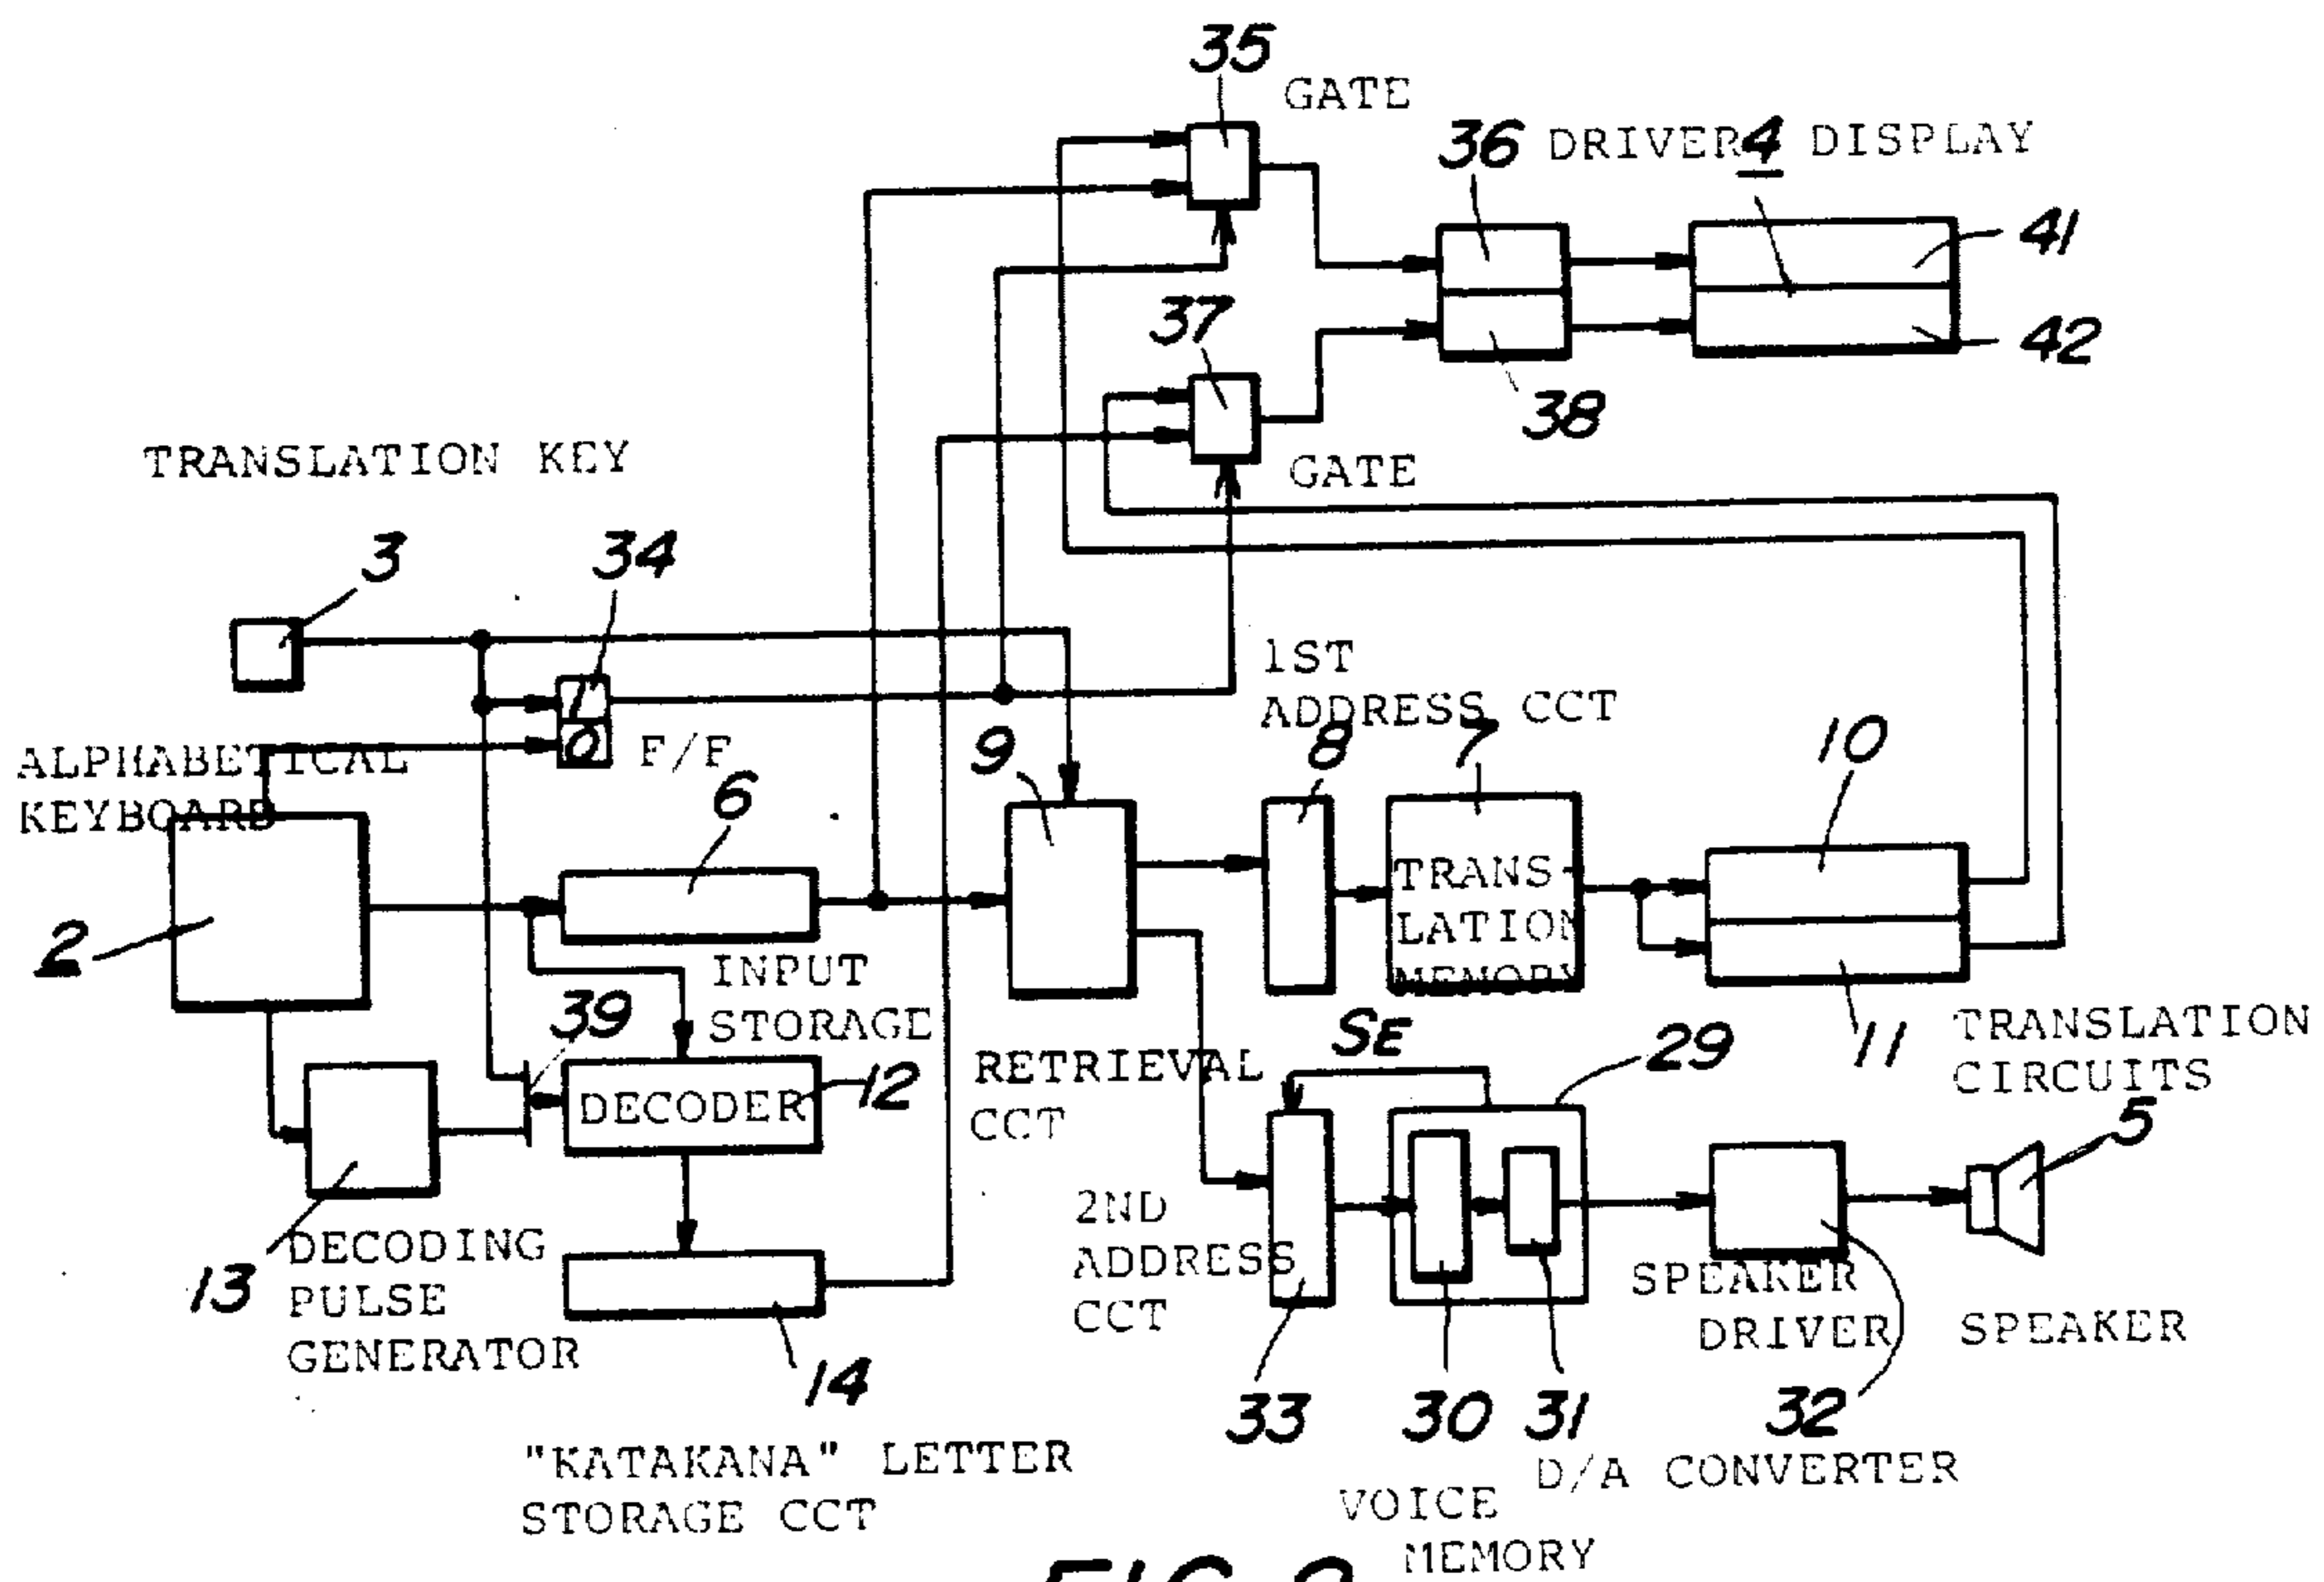 35
GATE
36 DRIVER 4 DISPLAY
41
37
42
38
TRANSLATION KEY
GATE
34
3
1ST
ADDRESS CCT
1
0
F/F
9
8
7
10
ALPHABETICAL
KEYBOARD
6
TRANS-
LATION
MEMORY
2
INPUT
STORAGE
39
SE
29
11
TRANSLATION
CIRCUITS
DECODER
12
RETRIEVAL
CCT
5
13
DECODING
PULSE
GENERATOR
2ND
ADDRESS
CCT
SPEAKER
DRIVER
SPEAKER
14
33
30
31
32
"KATAKANA" LETTER
STORAGE CCT
D/A CONVERTER
VOICE
MEMORY